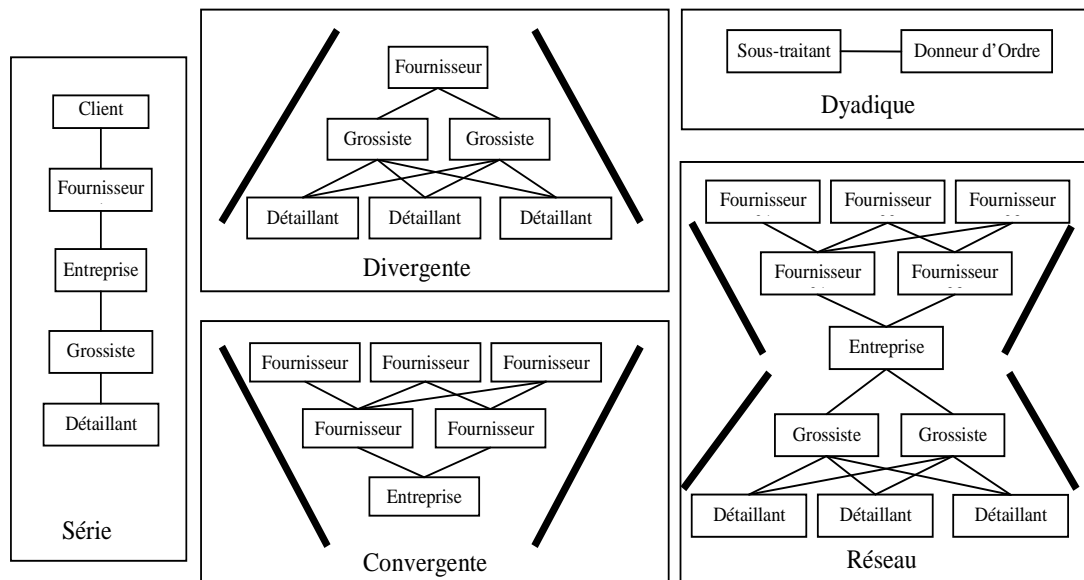 Client
Fournisseur
Entreprise
Grossiste
Détaillant
Série
Fournisseur
Grossiste Grossiste
Détaillant Détaillant Détaillant
Divergente
Fournisseur Fournisseur Fournisseur
Fournisseur Fournisseur
Entreprise
Convergente
Sous-traitant Donneur d'Ordre
Dyadique
Fournisseur Fournisseur Fournisseur
Fournisseur Fournisseur
Entreprise
Grossiste Grossiste
Détaillant Détaillant Détaillant
Réseau